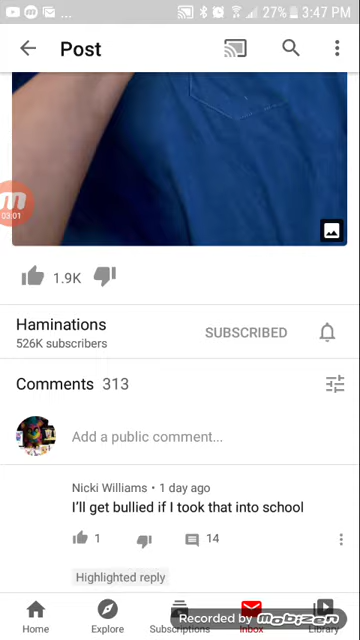 ... 27% 3:47 PM
Post
03:01
1.9K
Haminations
526K subscribers
SUBSCRIBED
Comments 313
Add a public comment...
Nicki Williams • 1 day ago
I'll get bullied if I took that into school
1 14
Highlighted reply
Home Explore Subscriptions Inbox Library
Recorded by mobizen